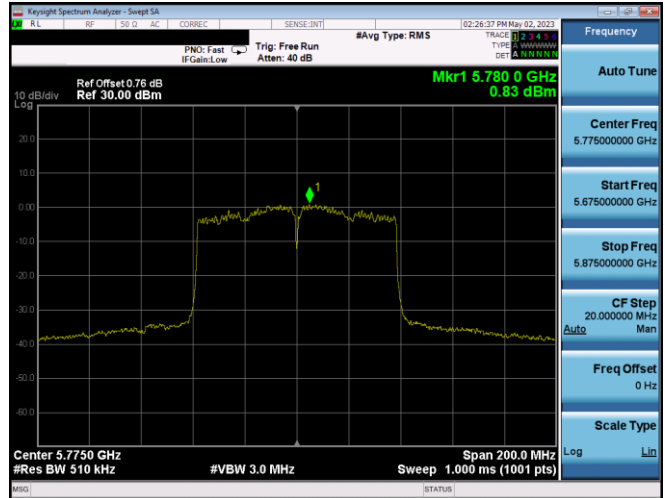 Keysight Spectrum Analyzer - Swept SA
RL RF 50 Ω AC CORREC SENSE:INT 02:26:37 PM May 02, 2023
#Avg Type: RMS TRACE 1 2 3 4 5 6
PNO: Fast Trig: Free Run TYPE A WWWWW
IFGain:Low Atten: 40 dB DET A N N N N N
Mkr1 5.780 0 GHz
0.83 dBm
Ref Offset 0.76 dB
10 dB/div Ref 30.00 dBm
Log
20.0
10.0
0.00
-10.0
-20.0
-30.0
-40.0
-50.0
-60.0
1
Center 5.7750 GHz Span 200.0 MHz
#Res BW 510 kHz #VBW 3.0 MHz Sweep 1.000 ms (1001 pts)
MSG STATUS
Frequency
Auto Tune
Center Freq
5.775000000 GHz
Start Freq
5.675000000 GHz
Stop Freq
5.875000000 GHz
CF Step
20.000000 MHz
Auto Man
Freq Offset
0 Hz
Scale Type
Log Lin